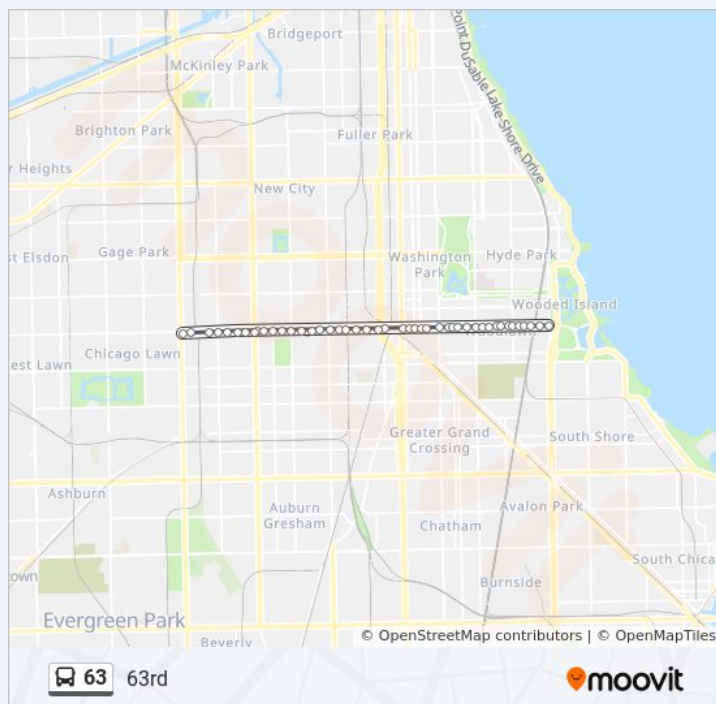 Bridgeport
McKinley Park
Point DuSable Lake Shore Drive
Brighton Park
Fuller Park
r Heights
New City
Gage Park
Washington
Park
Hyde Park
st Elsdon
Wooded Island
Woodlawn
Chicago Lawn
est Lawn
Greater Grand
Crossing
South Shore
Ashburn
Auburn
Gresham
Avalon Park
Chatham
South Chica
own
Burnside
Evergreen Park
Beverly
© OpenStreetMap contributors | © OpenMapTiles
63 63rd
moovit